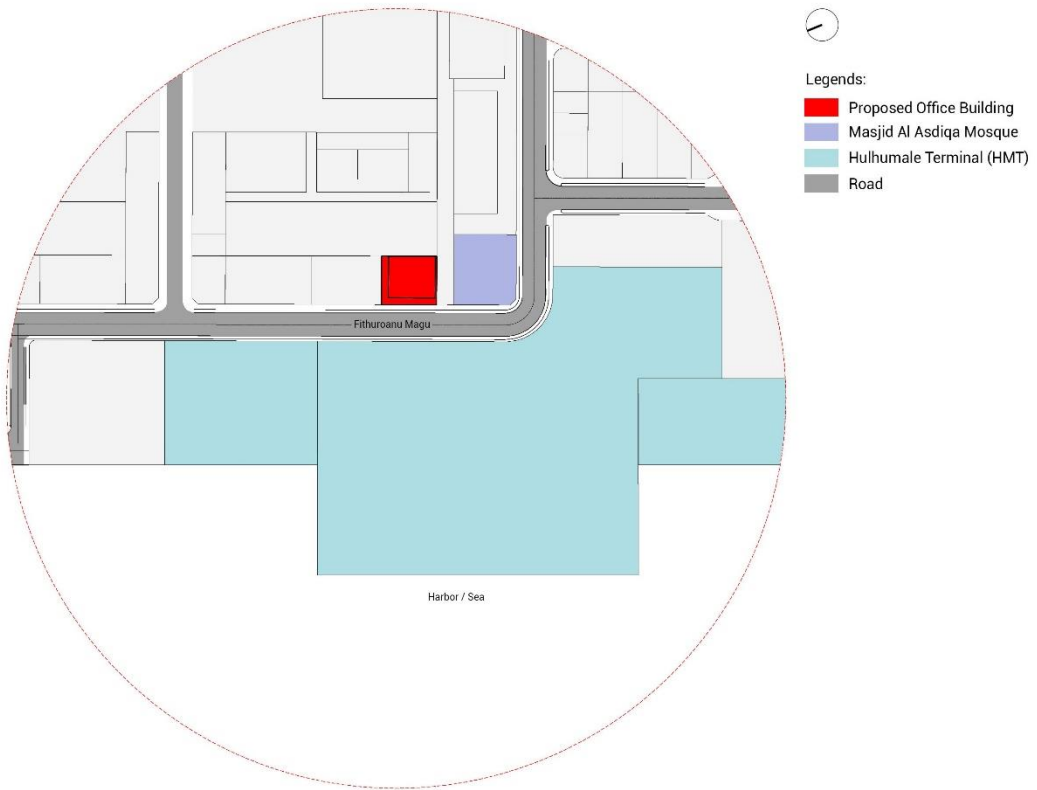 Legends:
Proposed Office Building
Masjid Al Asdiqa Mosque
Hulhumale Terminal (HMT)
Road
Fithuroanu Magu
Harbor / Sea